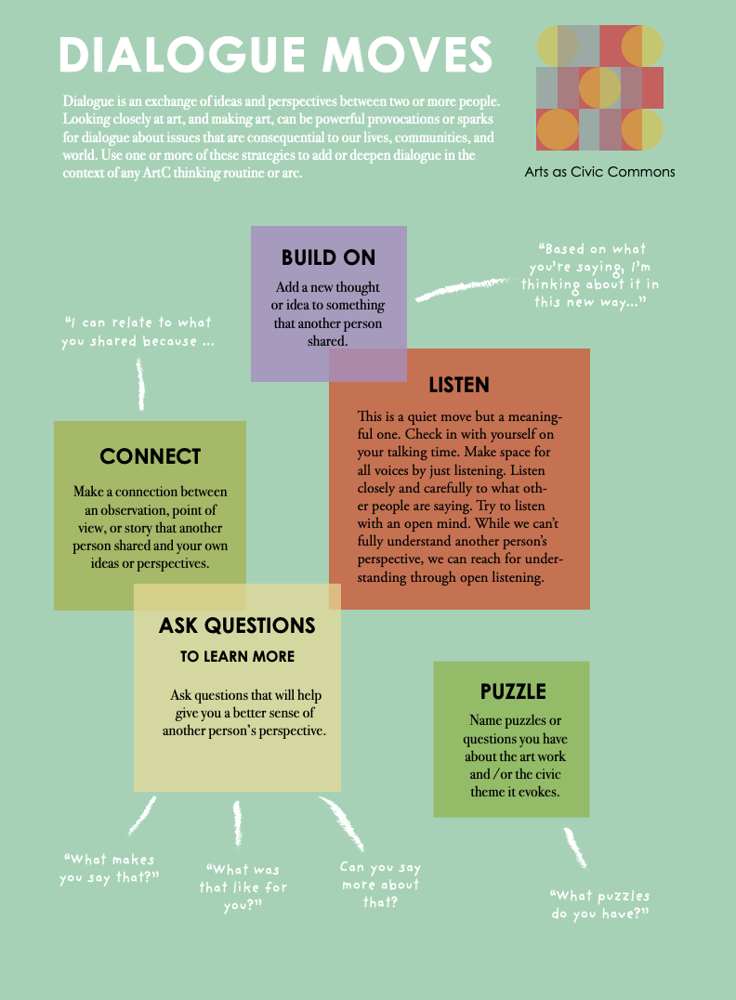 DIALOGUE MOVES
Dialogue is an exchange of ideas and perspectives between two or more people.
Looking closely at art, and making art, can be powerful provocations or sparks
for dialogue about issues that are consequential to our lives, communities, and
world. Use one or more of these strategies to add or deepen dialogue in the
context of any ArtC thinking routine or arc.
Arts as Civic Commons
BUILD ON
Add a new thought
or idea to something
that another person
shared.
“Based on what
you’re saying, I’m
thinking about it in
this new way...”
“I can relate to what
you shared because ...
LISTEN
This is a quiet move but a meaning-
ful one. Check in with yourself on
your talking time. Make space for
all voices by just listening. Listen
closely and carefully to what oth-
er people are saying. Try to listen
with an open mind. While we can’t
fully understand another person’s
perspective, we can reach for under-
standing through open listening.
CONNECT
Make a connection between
an observation, point of
view, or story that another
person shared and your own
ideas or perspectives.
ASK QUESTIONS
TO LEARN MORE
Ask questions that will help
give you a better sense of
another person’s perspective.
PUZZLE
Name puzzles or
questions you have
about the art work
and /or the civic
theme it evokes.
“What makes
you say that?”
“What was
that like for
you?”
Can you say
more about
that?
“What puzzles
do you have?”